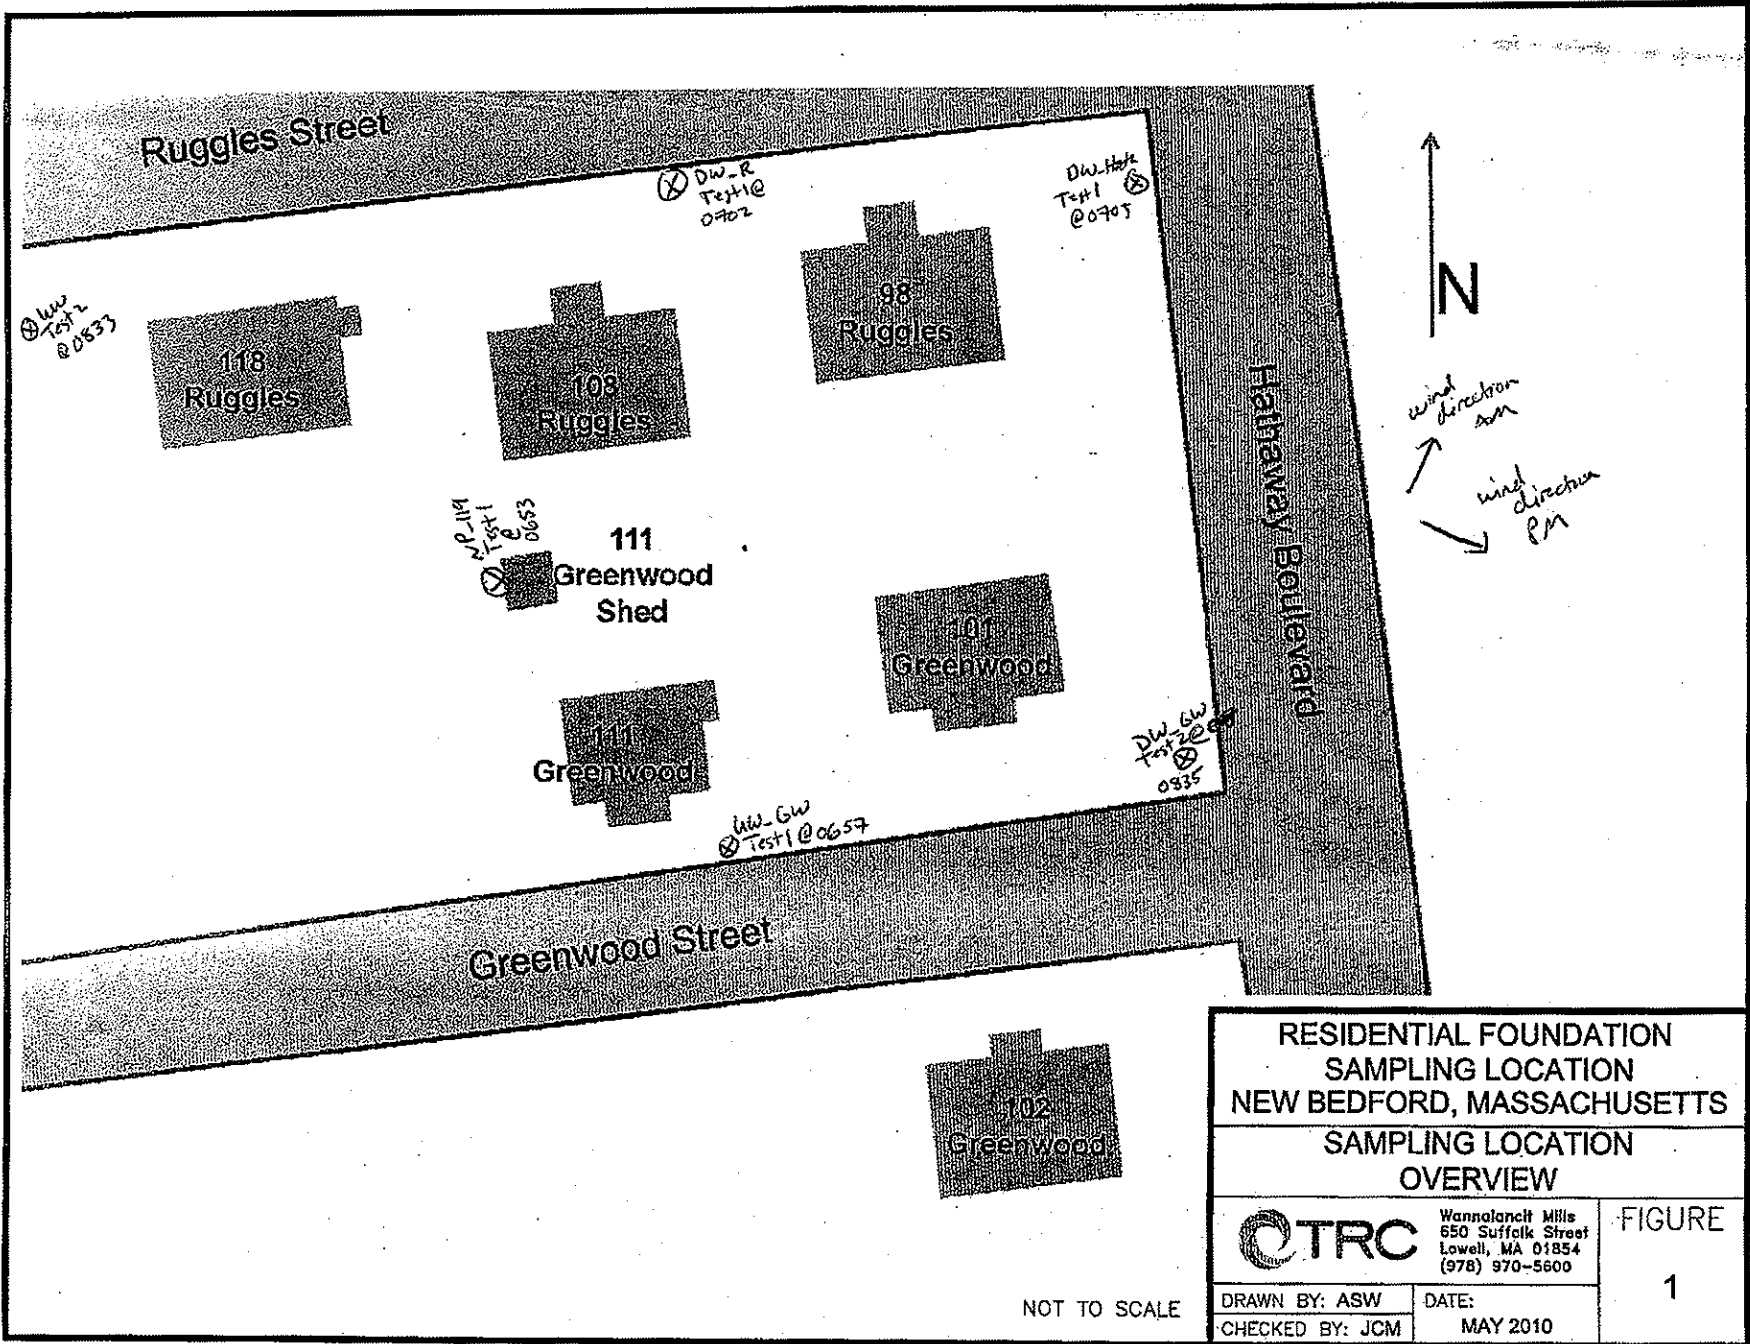 Ruggles Street
DW_R
Test1@
0702
DW_Hath
Test1
@0705
98
Ruggles
N
UW
Test 2
@0833
118
Ruggles
108
Ruggles
Hathaway Boulevard
wind
direction
AM
wind
direction
PM
Test1
@
0653
111
Greenwood
Shed
101
Greenwood
111
Greenwood
DW_GW
Test2@
0835
UW_GW
Test1@0657
Greenwood Street
102
Greenwood
RESIDENTIAL FOUNDATION
SAMPLING LOCATION
NEW BEDFORD, MASSACHUSETTS
SAMPLING LOCATION
OVERVIEW
TRC
Wannalancit Mills
650 Suffolk Street
Lowell, MA 01854
(978) 970-5600
FIGURE
1
NOT TO SCALE
DRAWN BY: ASW
DATE:
CHECKED BY: JCM
MAY 2010